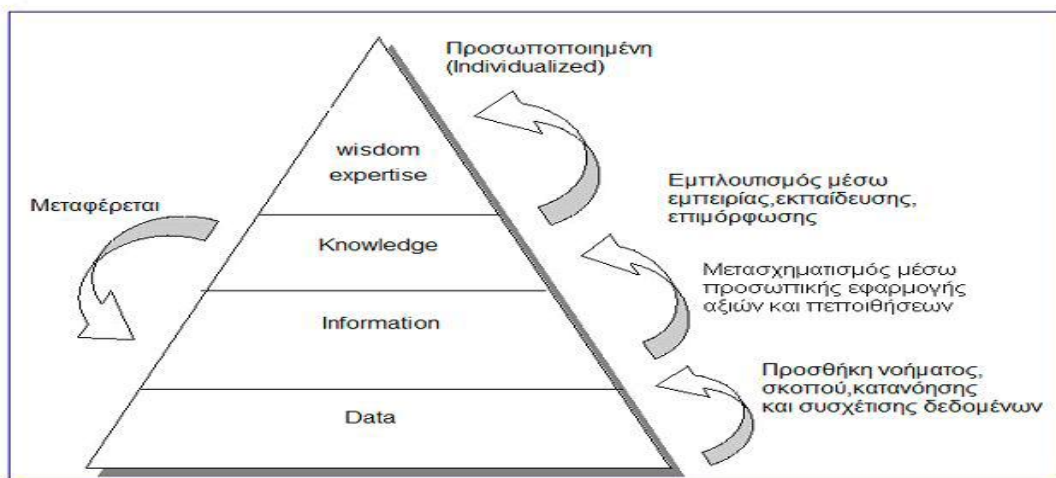 Προσωποποιημένη
(Individualized)
wisdom
expertise
Μεταφέρεται
Εμπλουτισμός μέσω
εμπειρίας,εκπαίδευσης,
επιμόρφωσης
Knowledge
Μετασχηματισμός μέσω
προσωπικής εφαρμογής
αξιών και πεποιθήσεων
Information
Προσθήκη νοήματος,
σκοπού,κατανόησης
και συσχέτισης δεδομένων
Data